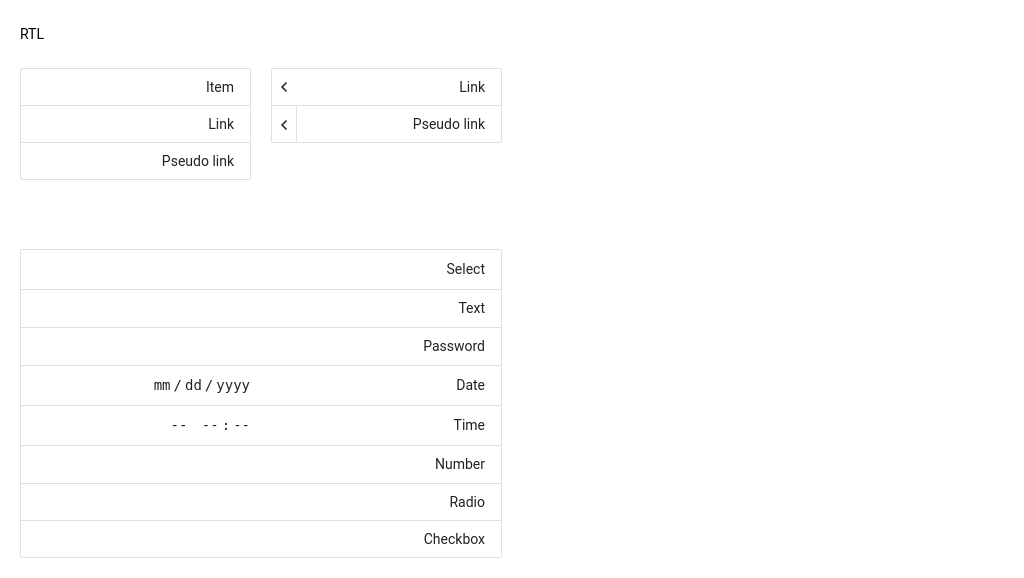 RTL
Item
Link
Pseudo link
Link
Pseudo link
Select
Text
Password
Date mm/dd/yyyy
Time -- --:--
Number
Radio
Checkbox